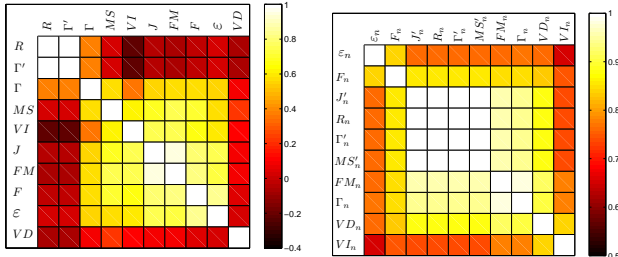 R Γ′ Γ MS VI J FM F ε VD
R
Γ′
Γ
MS
VI
J
FM
F
ε
VD
1
0.8
0.6
0.4
0.2
0
−0.2
−0.4
εn Fn J′n Rn Γ′n MS′n FMn Γn VDn VIn
εn
Fn
J′n
Rn
Γ′n
MS′n
FMn
Γn
VDn
VIn
1
0.9
0.8
0.7
0.6
0.5